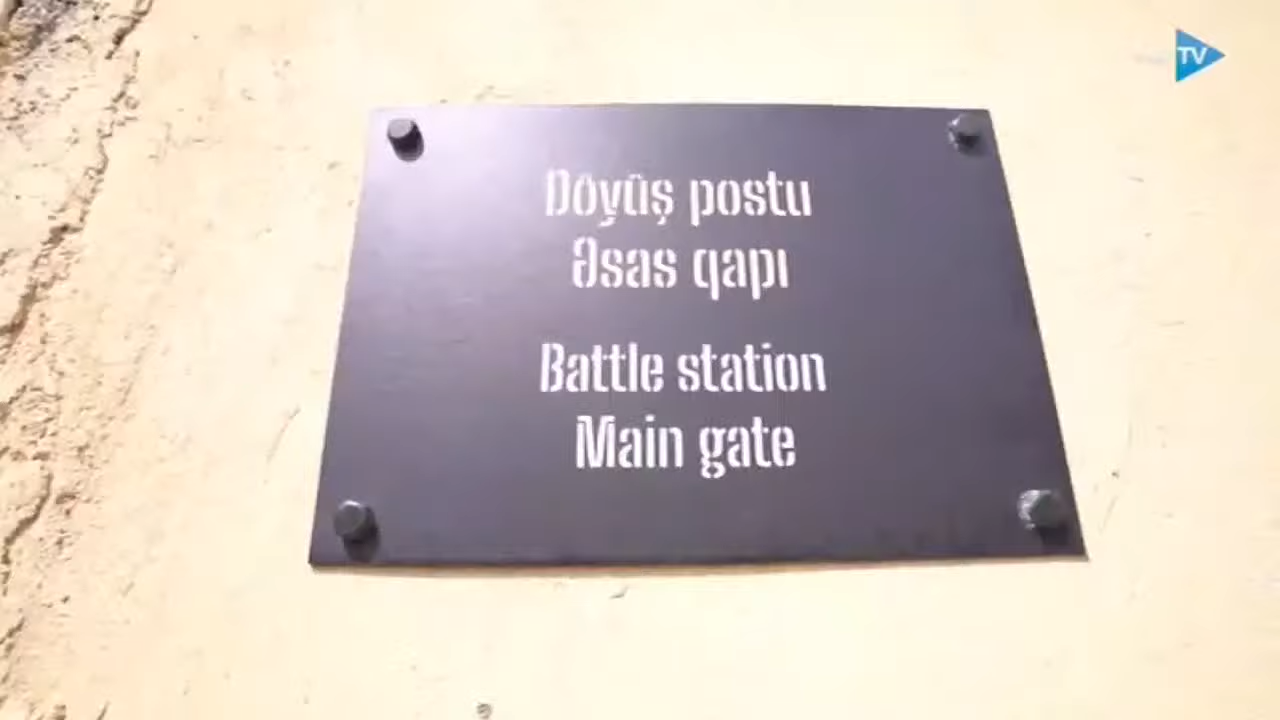 TV
Döyüş postu
Əsas qapı
Battle station
Main gate